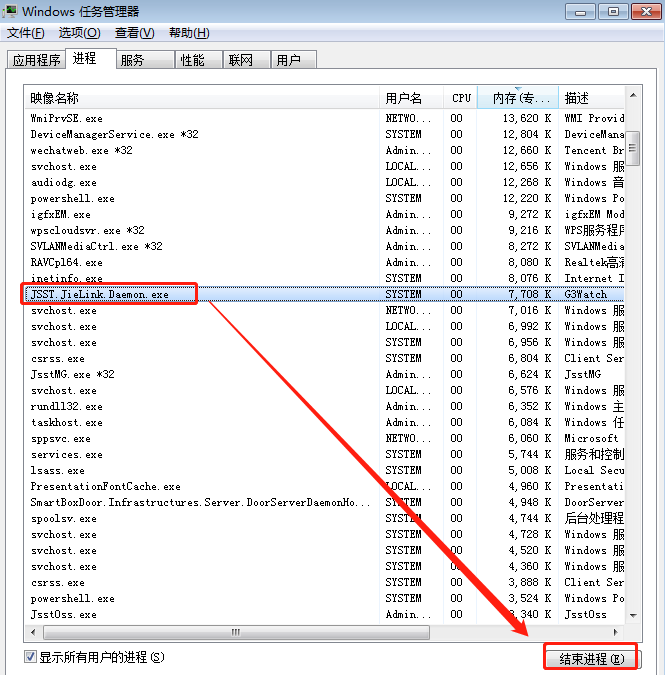 Windows 任务管理器
文件(F) 选项(O) 查看(V) 帮助(H)
应用程序 进程 服务 性能 联网 用户
映像名称 用户名 CPU 内存(专... 描述
WmiPrvSE.exe NETWO... 00 13,620 K WMI Provid
DeviceManagerService.exe *32 SYSTEM 00 12,804 K DeviceMana
wechatweb.exe *32 Admin... 00 12,660 K Tencent Br
svchost.exe LOCAL... 00 12,656 K Windows 服
audiodg.exe LOCAL... 00 12,268 K Windows 音
powershell.exe SYSTEM 00 12,220 K Windows Po
igfxEM.exe Admin... 00 9,272 K igfxEM Mod
wpscloudsvr.exe *32 Admin... 00 9,216 K WPS服务程序
SVLANMediaCtrl.exe *32 Admin... 00 8,272 K SVLANMedia
RAVCpl64.exe Admin... 00 8,080 K Realtek高清
inetinfo.exe SYSTEM 00 8,076 K Internet I
JSST.JieLink.Daemon.exe SYSTEM 00 7,708 K G3Watch
svchost.exe NETWO... 00 7,016 K Windows 服
svchost.exe LOCAL... 00 6,992 K Windows 服
svchost.exe SYSTEM 00 6,956 K Windows 服
csrss.exe SYSTEM 00 6,804 K Client Ser
JsstMG.exe *32 Admin... 00 6,624 K JsstMG
svchost.exe LOCAL... 00 6,576 K Windows 服
rundll32.exe Admin... 00 6,352 K Windows 主
taskhost.exe Admin... 00 6,084 K Windows 任
sppsvc.exe NETWO... 00 6,060 K Microsoft
services.exe SYSTEM 00 5,744 K 服务和控制
lsass.exe SYSTEM 00 5,008 K Local Secu
PresentationFontCache.exe LOCAL... 00 4,960 K Presentati
SmartBoxDoor.Infrastructures.Server.DoorServerDaemonHo... SYSTEM 00 4,948 K DoorServer
spoolsv.exe SYSTEM 00 4,744 K 后台处理程
svchost.exe SYSTEM 00 4,728 K Windows 服
svchost.exe SYSTEM 00 4,520 K Windows 服
svchost.exe SYSTEM 00 4,360 K Windows 服
csrss.exe SYSTEM 00 3,888 K Client Ser
powershell.exe SYSTEM 00 3,524 K Windows Po
JsstOss.exe Admin... 00 3,340 K JsstOss
显示所有用户的进程(S) 结束进程(E)